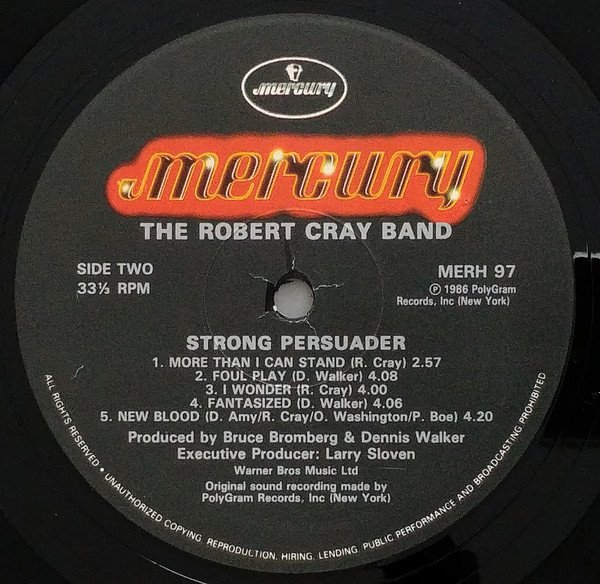 mercury
mercury
THE ROBERT CRAY BAND
SIDE TWO
33⅓ RPM
MERH 97
Ⓟ 1986 PolyGram
Records, Inc (New York)
STRONG PERSUADER
1. MORE THAN I CAN STAND (R. Cray) 2.57
2. FOUL PLAY (D. Walker) 4.08
3. I WONDER (R. Cray) 4.00
4. FANTASIZED (D. Walker) 4.06
5. NEW BLOOD (D. Amy/R. Cray/O. Washington/P. Boe) 4.20
Produced by Bruce Bromberg & Dennis Walker
Executive Producer: Larry Sloven
Warner Bros Music Ltd
Original sound recording made by
PolyGram Records, Inc (New York)
ALL RIGHTS RESERVED • UNAUTHORIZED COPYING. REPRODUCTION. HIRING. LENDING. PUBLIC PERFORMANCE AND BROADCASTING PROHIBITED